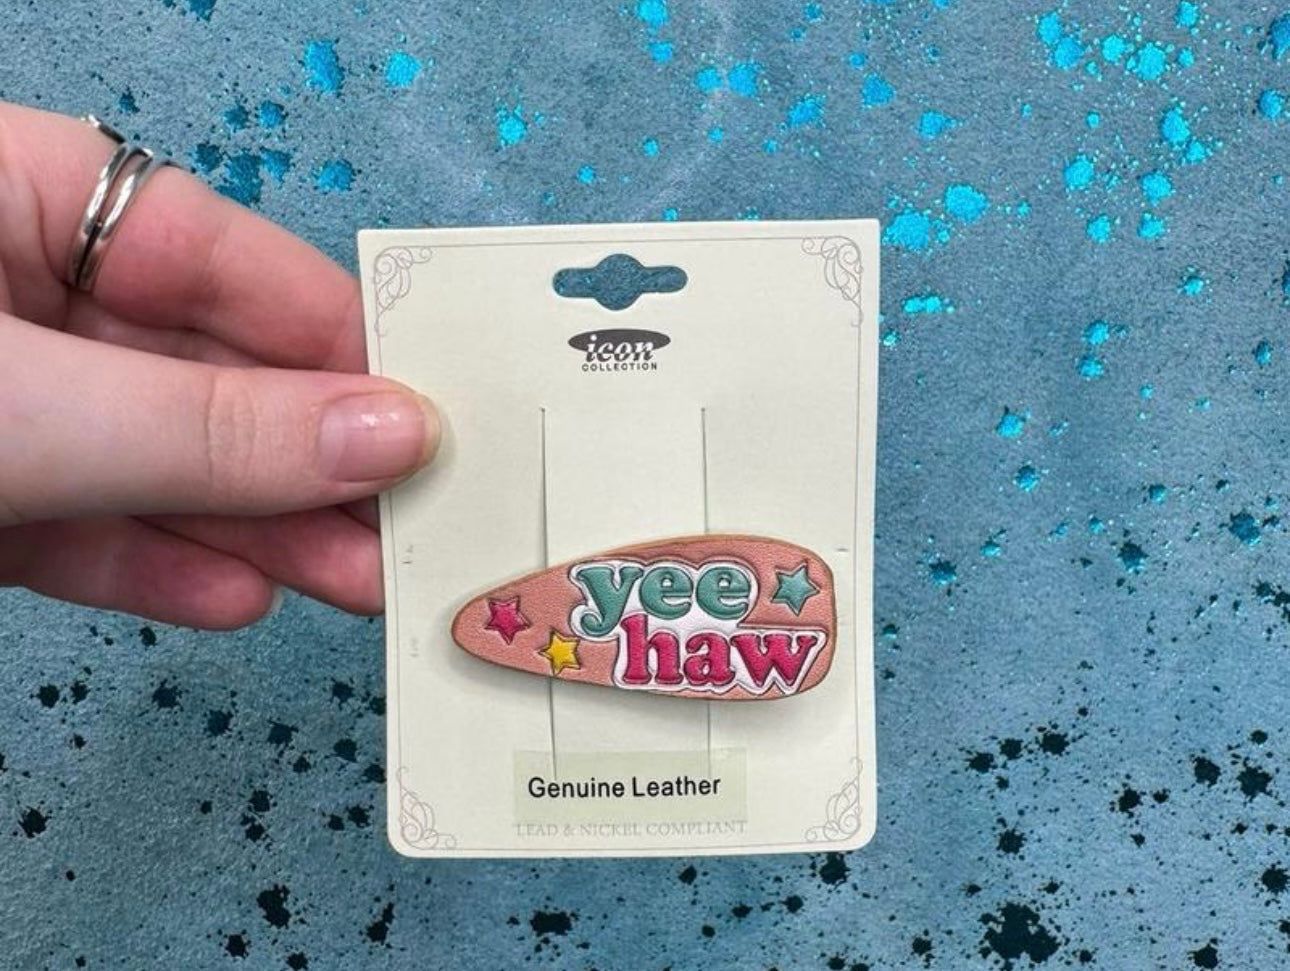 icon
COLLECTION
yee
haw
Genuine Leather
LEAD & NICKEL COMPLIANT